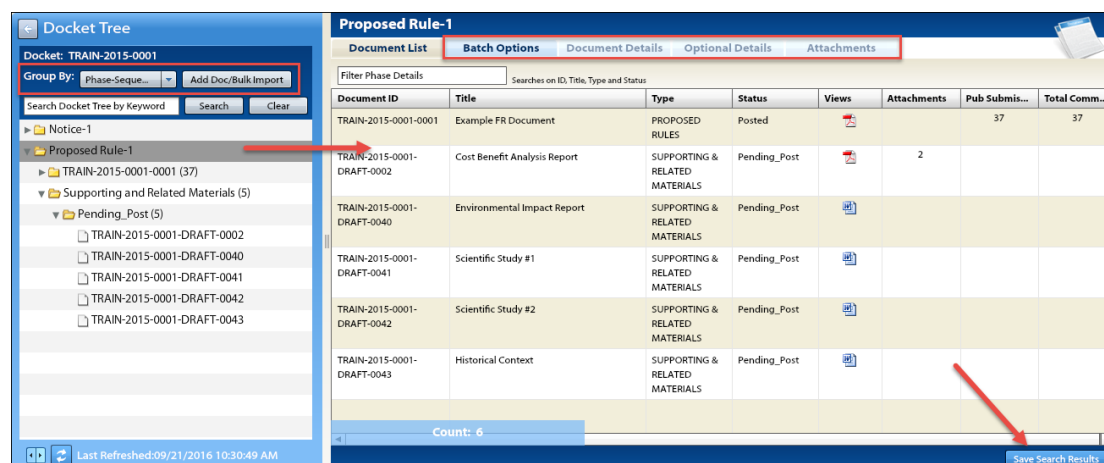 Docket Tree
Docket: TRAIN-2015-0001
Group By: Phase-Seque... Add Doc/Bulk Import
Search Docket Tree by Keyword Search Clear
Notice-1
Proposed Rule-1
TRAIN-2015-0001-0001 (37)
Supporting and Related Materials (5)
Pending_Post (5)
TRAIN-2015-0001-DRAFT-0002
TRAIN-2015-0001-DRAFT-0040
TRAIN-2015-0001-DRAFT-0041
TRAIN-2015-0001-DRAFT-0042
TRAIN-2015-0001-DRAFT-0043
Last Refreshed:09/21/2016 10:30:49 AM
Proposed Rule-1
Document List Batch Options Document Details Optional Details Attachments
Filter Phase Details Searches on ID, Title, Type and Status
Document ID Title Type Status Views Attachments Pub Submis... Total Comm...
TRAIN-2015-0001-0001 Example FR Document PROPOSED Posted 37 37
RULES
TRAIN-2015-0001- Cost Benefit Analysis Report SUPPORTING & Pending_Post 2
DRAFT-0002 RELATED
MATERIALS
TRAIN-2015-0001- Environmental Impact Report SUPPORTING & Pending_Post
DRAFT-0040 RELATED
MATERIALS
TRAIN-2015-0001- Scientific Study #1 SUPPORTING & Pending_Post
DRAFT-0041 RELATED
MATERIALS
TRAIN-2015-0001- Scientific Study #2 SUPPORTING & Pending_Post
DRAFT-0042 RELATED
MATERIALS
TRAIN-2015-0001- Historical Context SUPPORTING & Pending_Post
DRAFT-0043 RELATED
MATERIALS
Count: 6
Save Search Results